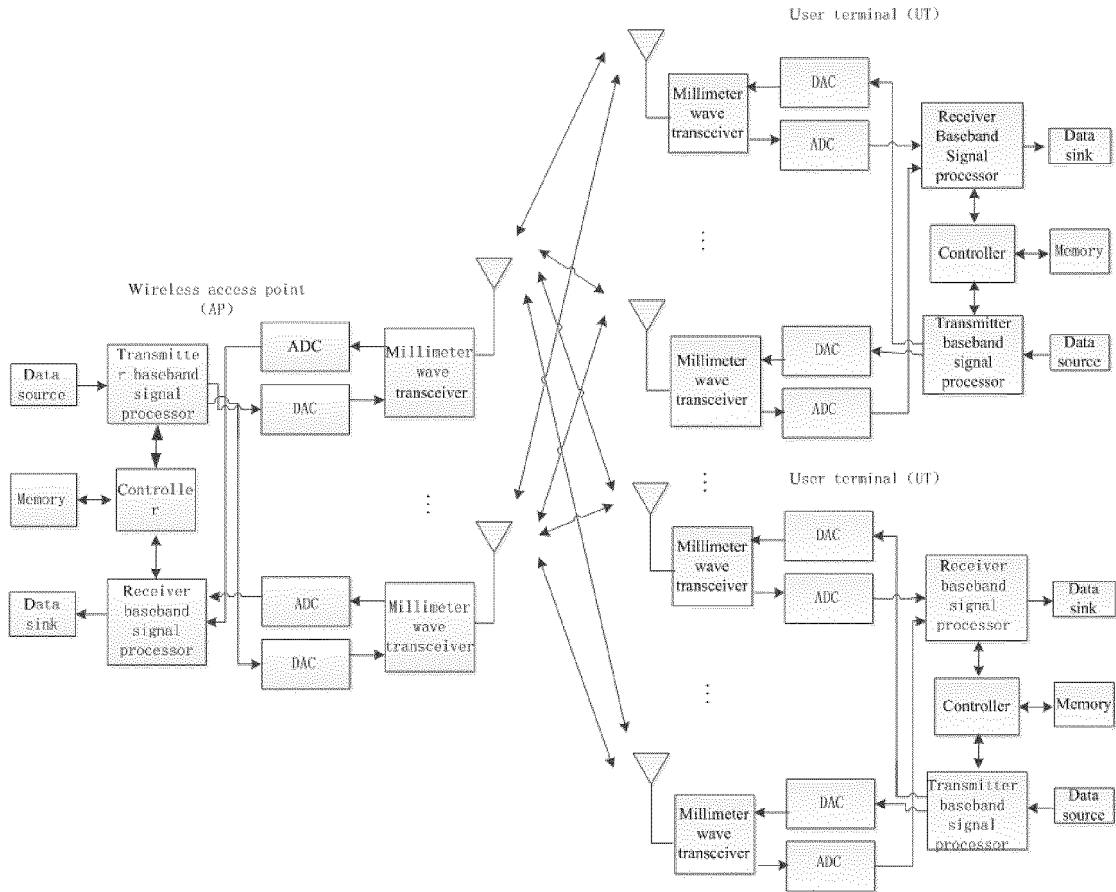 User terminal (UT)
DAC
Millimeter
wave
transceiver
ADC
Receiver
Baseband
Signal
processor
Data
sink
Controller
Memory
Transmitter
baseband
signal
processor
Data
source
DAC
Millimeter
wave
transceiver
ADC
Wireless access point
(AP)
ADC
Millimeter
wave
transceiver
Data
source
Transmitte
r baseband
signal
processor
DAC
Memory
Controlle
r
Data
sink
Receiver
baseband
signal
processor
ADC
Millimeter
wave
transceiver
DAC
User terminal (UT)
DAC
Millimeter
wave
transceiver
ADC
Receiver
baseband
signal
processor
Data
sink
Controller
Memory
Transmitter
baseband
signal
processor
Data
source
DAC
Millimeter
wave
transceiver
ADC